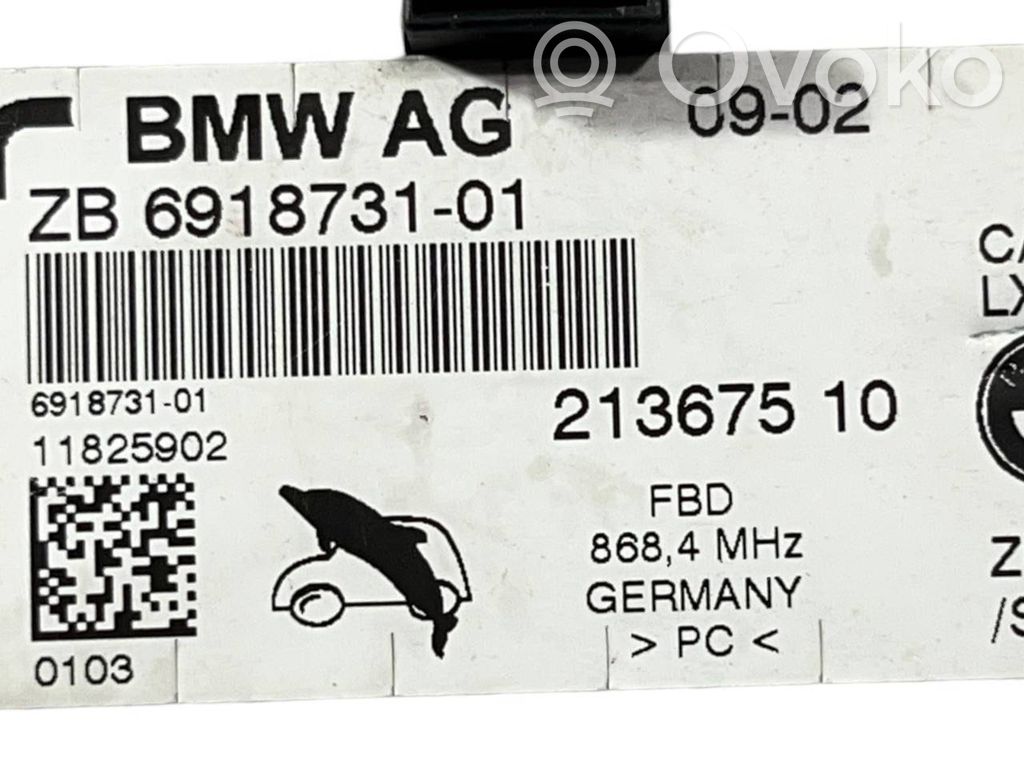 Ovoko
BMW AG
09-02
ZB 6918731-01
6918731-01
11825902
213675 10
FBD
868,4 MHz
GERMANY
> PC <
0103